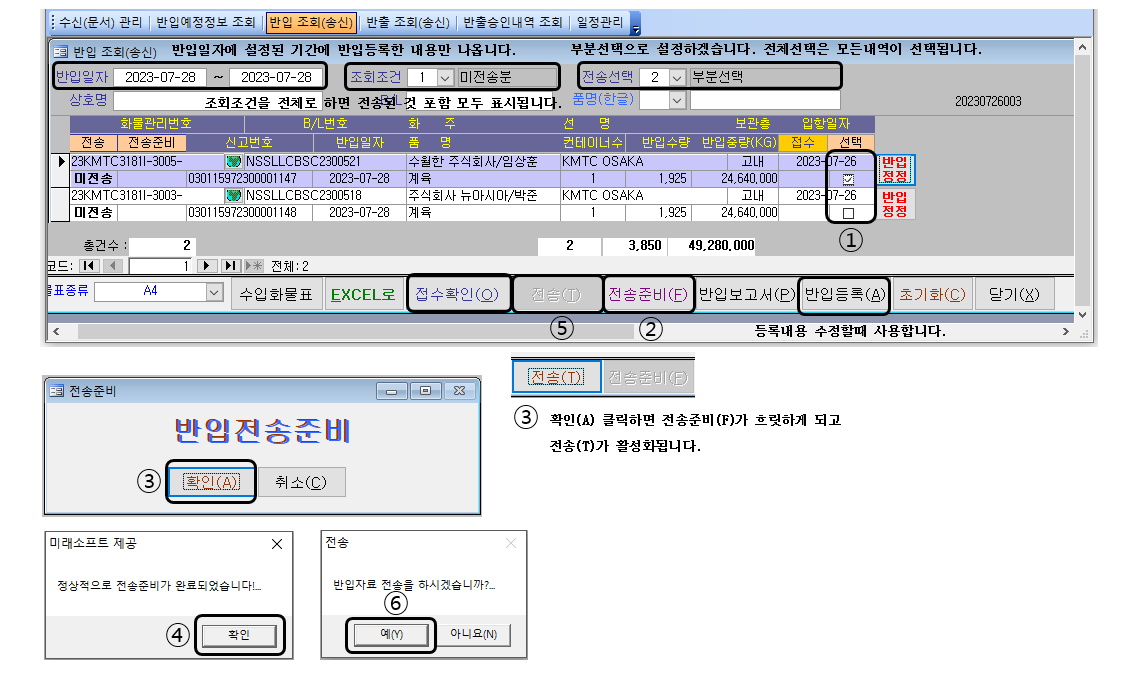 수신(문서) 관리 반입예정정보 조회 반입 조회(송신) 반출 조회(송신) 반출승인내역 조회 일정관리
반입 조회(송신) 반입일자에 설정된 기간에 반입등록한 내용만 나옵니다. 부분선택으로 설정하겠습니다. 전체선택은 모든내역이 선택됩니다.
반입일자 2023-07-28 ~ 2023-07-28 조회조건 1 미전송분 전송선택 2 부분선택
상호명 조회조건을 전체로 하면 전송된 것 포함 모두 표시됩니다. 품명(한글) 20230726003
화물관리번호 B/L번호 화 주 선 명 보관층 입항일자
전송 전송준비 신고번호 반입일자 품 명 컨테이너수 반입수량 반입중량(KG) 접수 선택
23KMTC3181I-3005- NSSLLCBSC2300521 수월한 주식회사/임상훈 KMTC OSAKA 고내 2023-07-26 반입
미전송 030115972300001147 2023-07-28 계육 1 1,925 24,640,000 정정
23KMTC3181I-3005- NSSLLCBSC2300518 주식회사 뉴아시아/박준 KMTC OSAKA 고내 2023-07-26 반입
미전송 030115972300001148 2023-07-28 계육 1 1,925 24,640,000 정정
총건수 : 2 2 3,850 49,280,000 ①
코드: 1 전체: 2
표종류 A4 수입화물표 EXCEL로 접수확인(O) 전송(T) 전송준비(F) 반입보고서(P) 반입등록(A) 초기화(C) 닫기(X)
⑤ ② 등록내용 수정할때 사용합니다.
전송(T) 전송준비(F)
③ 확인(A) 클릭하면 전송준비(F)가 흐릿하게 되고
전송(T)가 활성화됩니다.
전송준비
반입전송준비
③ 확인(A) 취소(C)
미래소프트 제공
정상적으로 전송준비가 완료되었습니다!...
④ 확인
전송
반입자료 전송을 하시겠습니까?...
⑥
예(Y) 아니요(N)